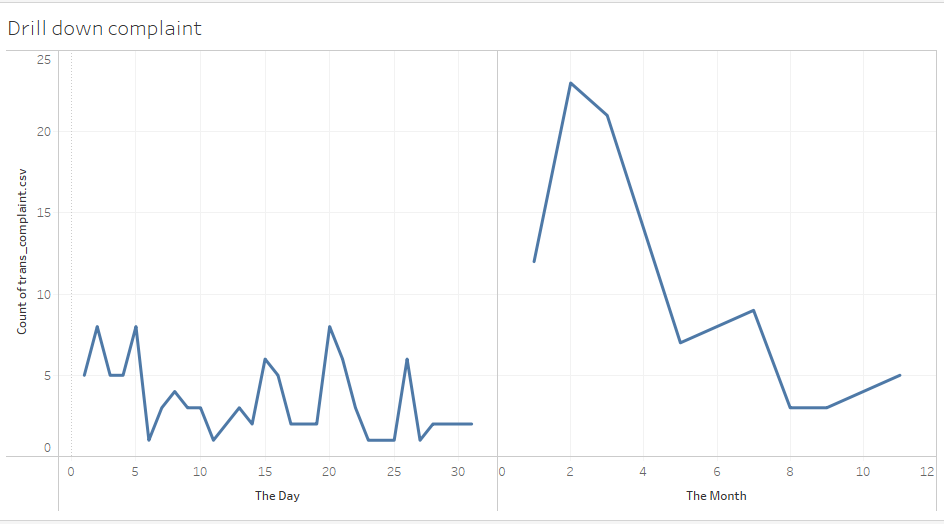 Drill down complaint
25
20
15
10
5
0
Count of trans_complaint.csv
0 5 10 15 20 25 30
The Day
0 2 4 6 8 10 12
The Month